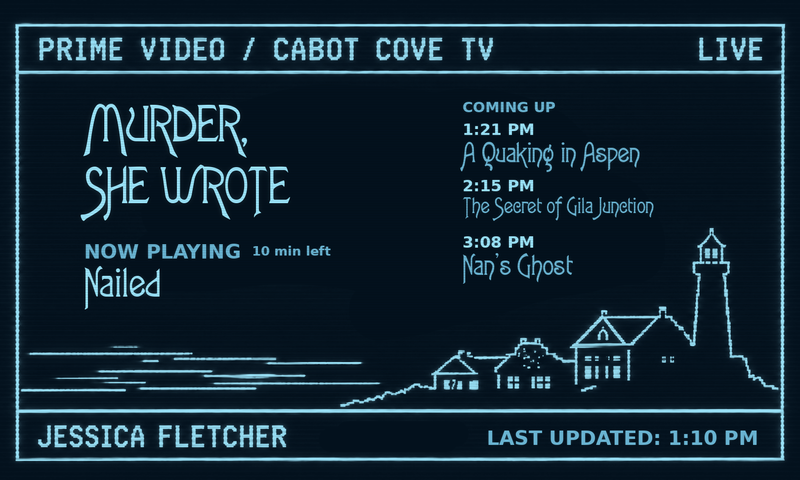 PRIME VIDEO / CABOT COVE TV
LIVE
MURDER,
SHE WROTE
NOW PLAYING 10 min left
Nailed
COMING UP
1:21 PM
A Quaking in Aspen
2:15 PM
The Secret of Gila Junction
3:08 PM
Nan's Ghost
JESSICA FLETCHER
LAST UPDATED: 1:10 PM